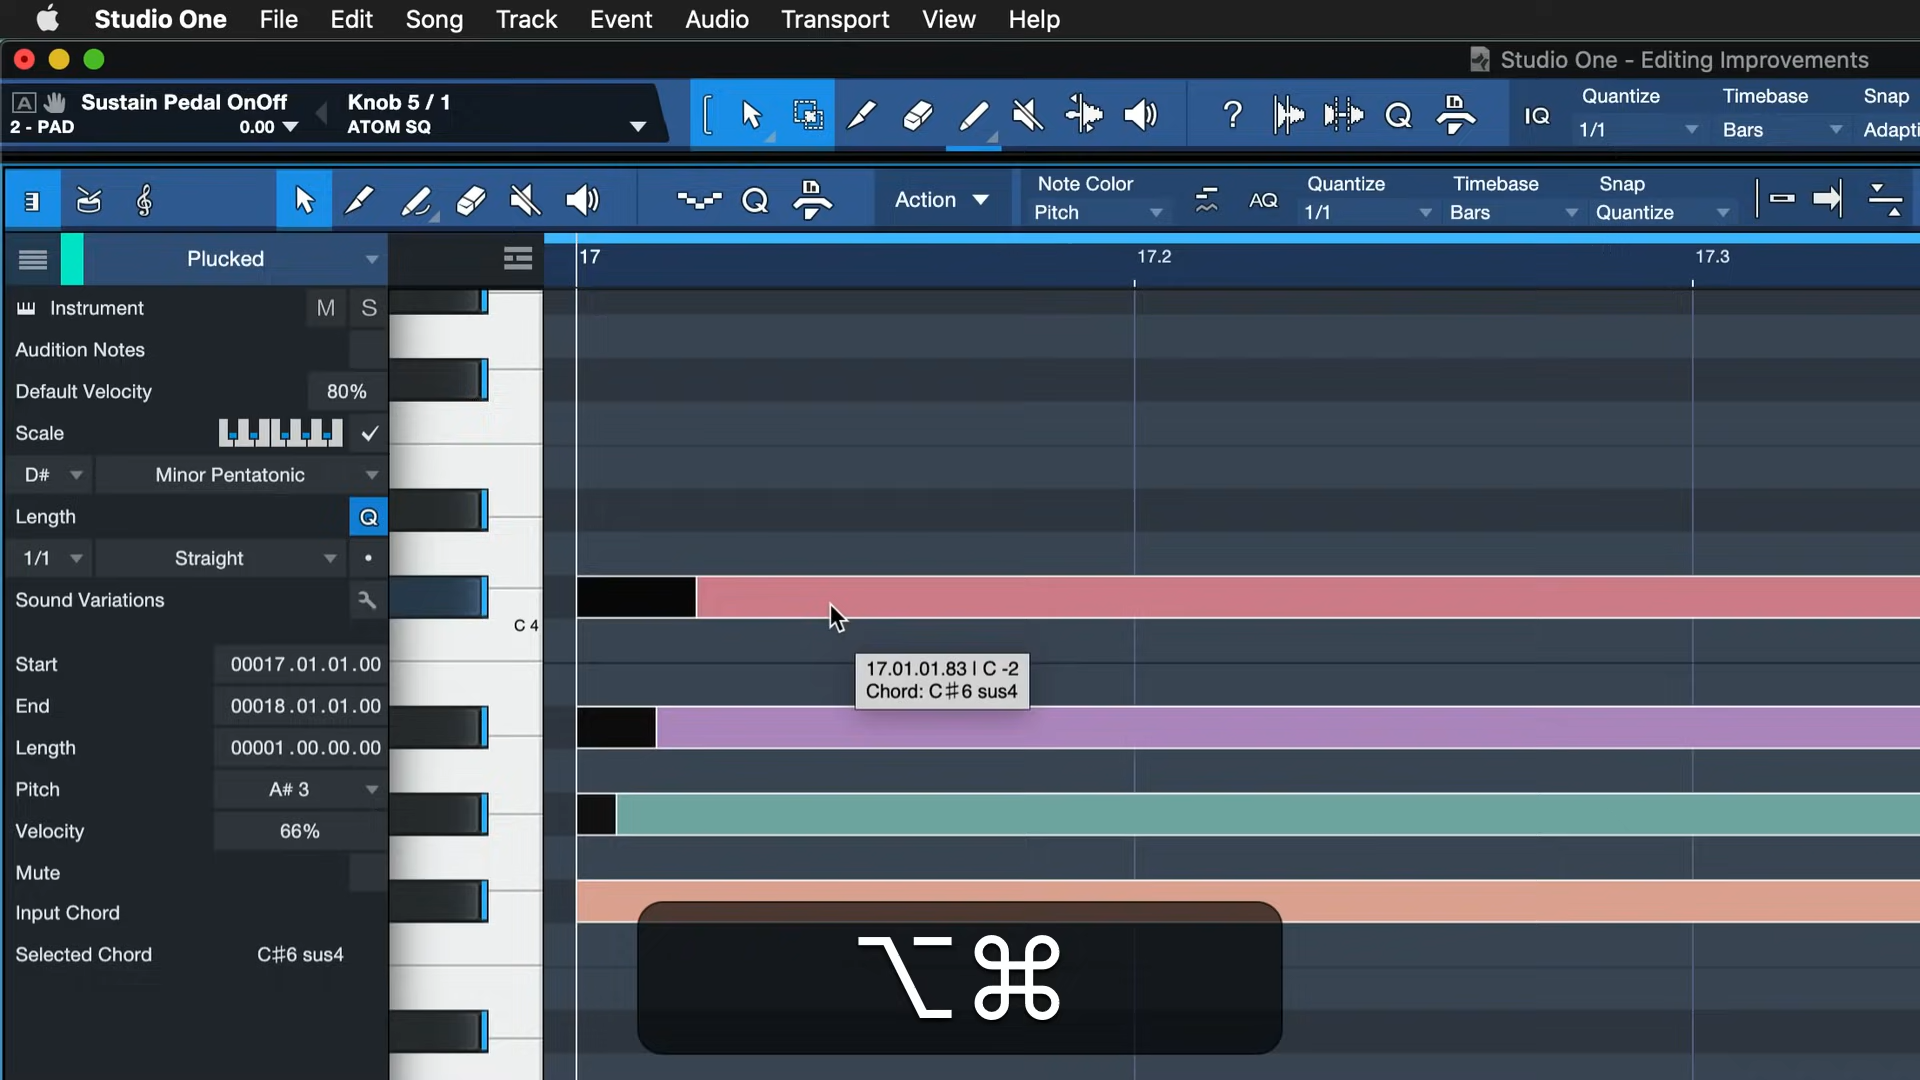 Studio One File Edit Song Track Event Audio Transport View Help
Studio One - Editing Improvements
A Sustain Pedal OnOff Knob 5 / 1
2 - PAD 0.00 ATOM SQ
? Q IQ Quantize Timebase Snap
1/1 Bars Adapti
Q Action Note Color AQ Quantize Timebase Snap
Pitch 1/1 Bars Quantize
Plucked 17 17.2 17.3
Instrument M S
Audition Notes
Default Velocity 80%
Scale
D# Minor Pentatonic
Length Q
1/1 Straight
Sound Variations
C 4
Start 00017.01.01.00
End 00018.01.01.00
Length 00001.00.00.00
Pitch A# 3
Velocity 66%
Mute
Input Chord
Selected Chord C♯6 sus4
17.01.01.83 | C -2
Chord: C♯6 sus4
⌥⌘